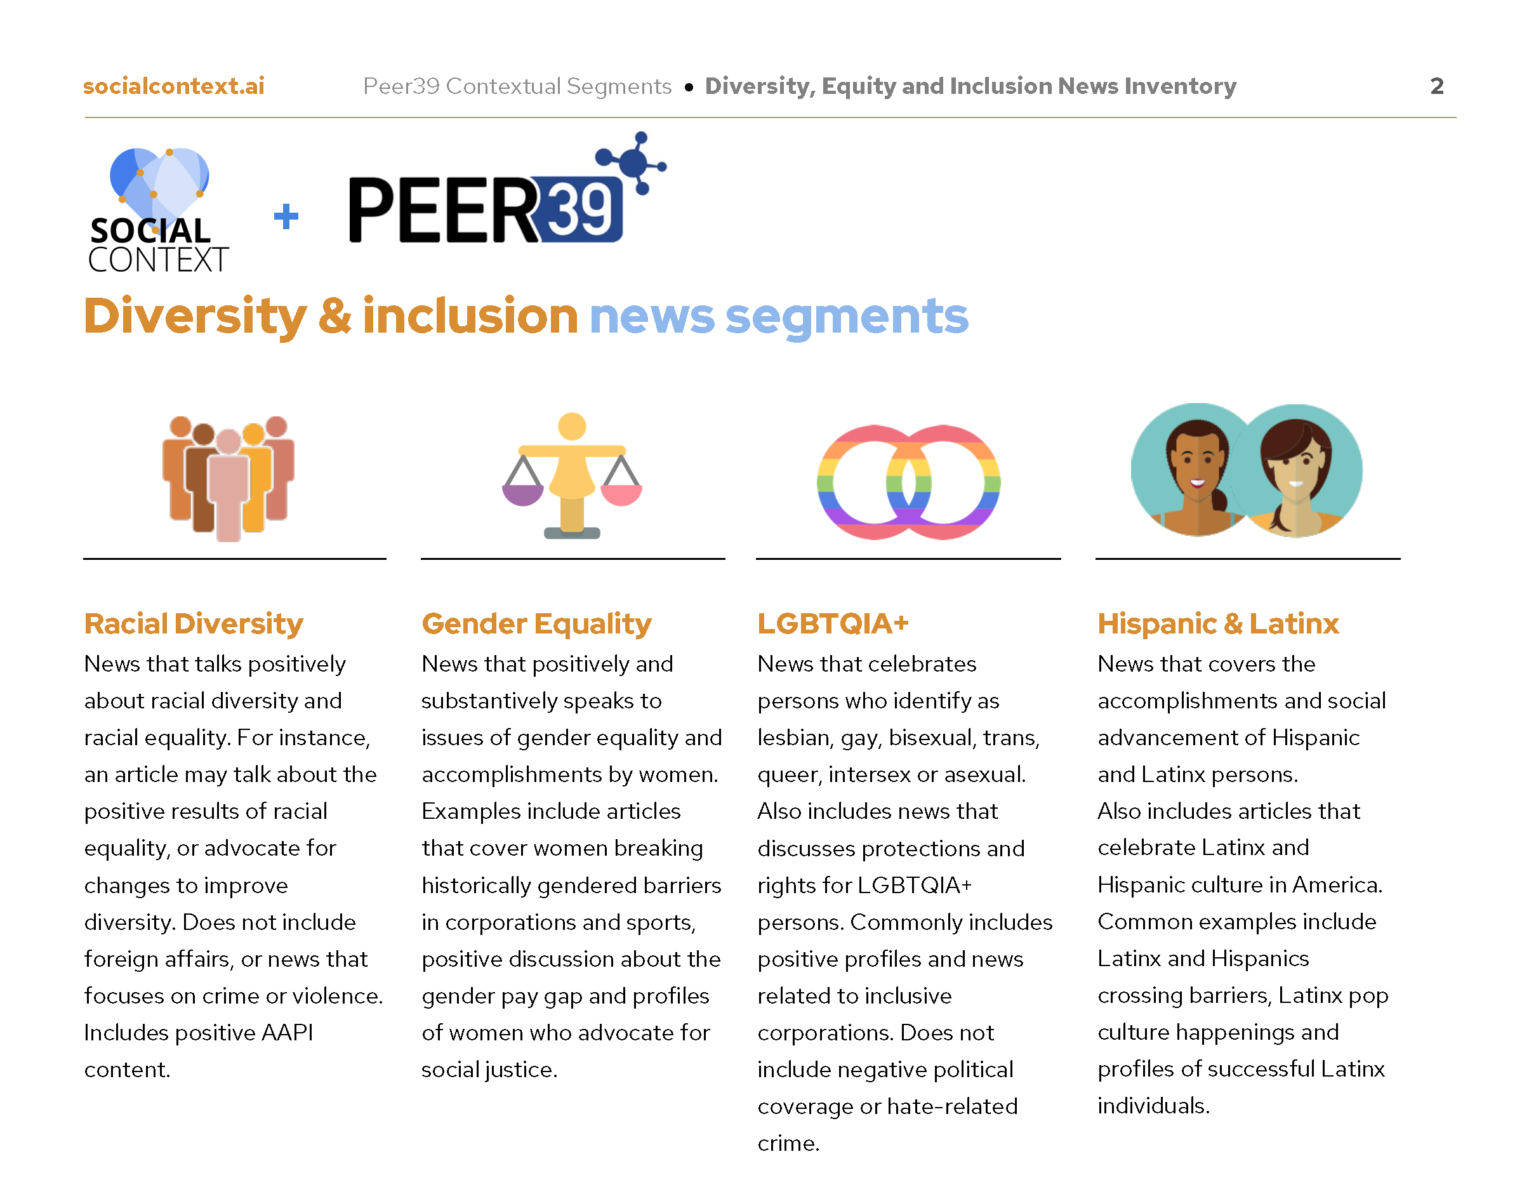 socialcontext.ai
Peer39 Contextual Segments • Diversity, Equity and Inclusion News Inventory
2
SOCIAL
CONTEXT
+
PEER39
Diversity & inclusion news segments
Racial Diversity
News that talks positively
about racial diversity and
racial equality. For instance,
an article may talk about the
positive results of racial
equality, or advocate for
changes to improve
diversity. Does not include
foreign affairs, or news that
focuses on crime or violence.
Includes positive AAPI
content.
Gender Equality
News that positively and
substantively speaks to
issues of gender equality and
accomplishments by women.
Examples include articles
that cover women breaking
historically gendered barriers
in corporations and sports,
positive discussion about the
gender pay gap and profiles
of women who advocate for
social justice.
LGBTQIA+
News that celebrates
persons who identify as
lesbian, gay, bisexual, trans,
queer, intersex or asexual.
Also includes news that
discusses protections and
rights for LGBTQIA+
persons. Commonly includes
positive profiles and news
related to inclusive
corporations. Does not
include negative political
coverage or hate-related
crime.
Hispanic & Latinx
News that covers the
accomplishments and social
advancement of Hispanic
and Latinx persons.
Also includes articles that
celebrate Latinx and
Hispanic culture in America.
Common examples include
Latinx and Hispanics
crossing barriers, Latinx pop
culture happenings and
profiles of successful Latinx
individuals.